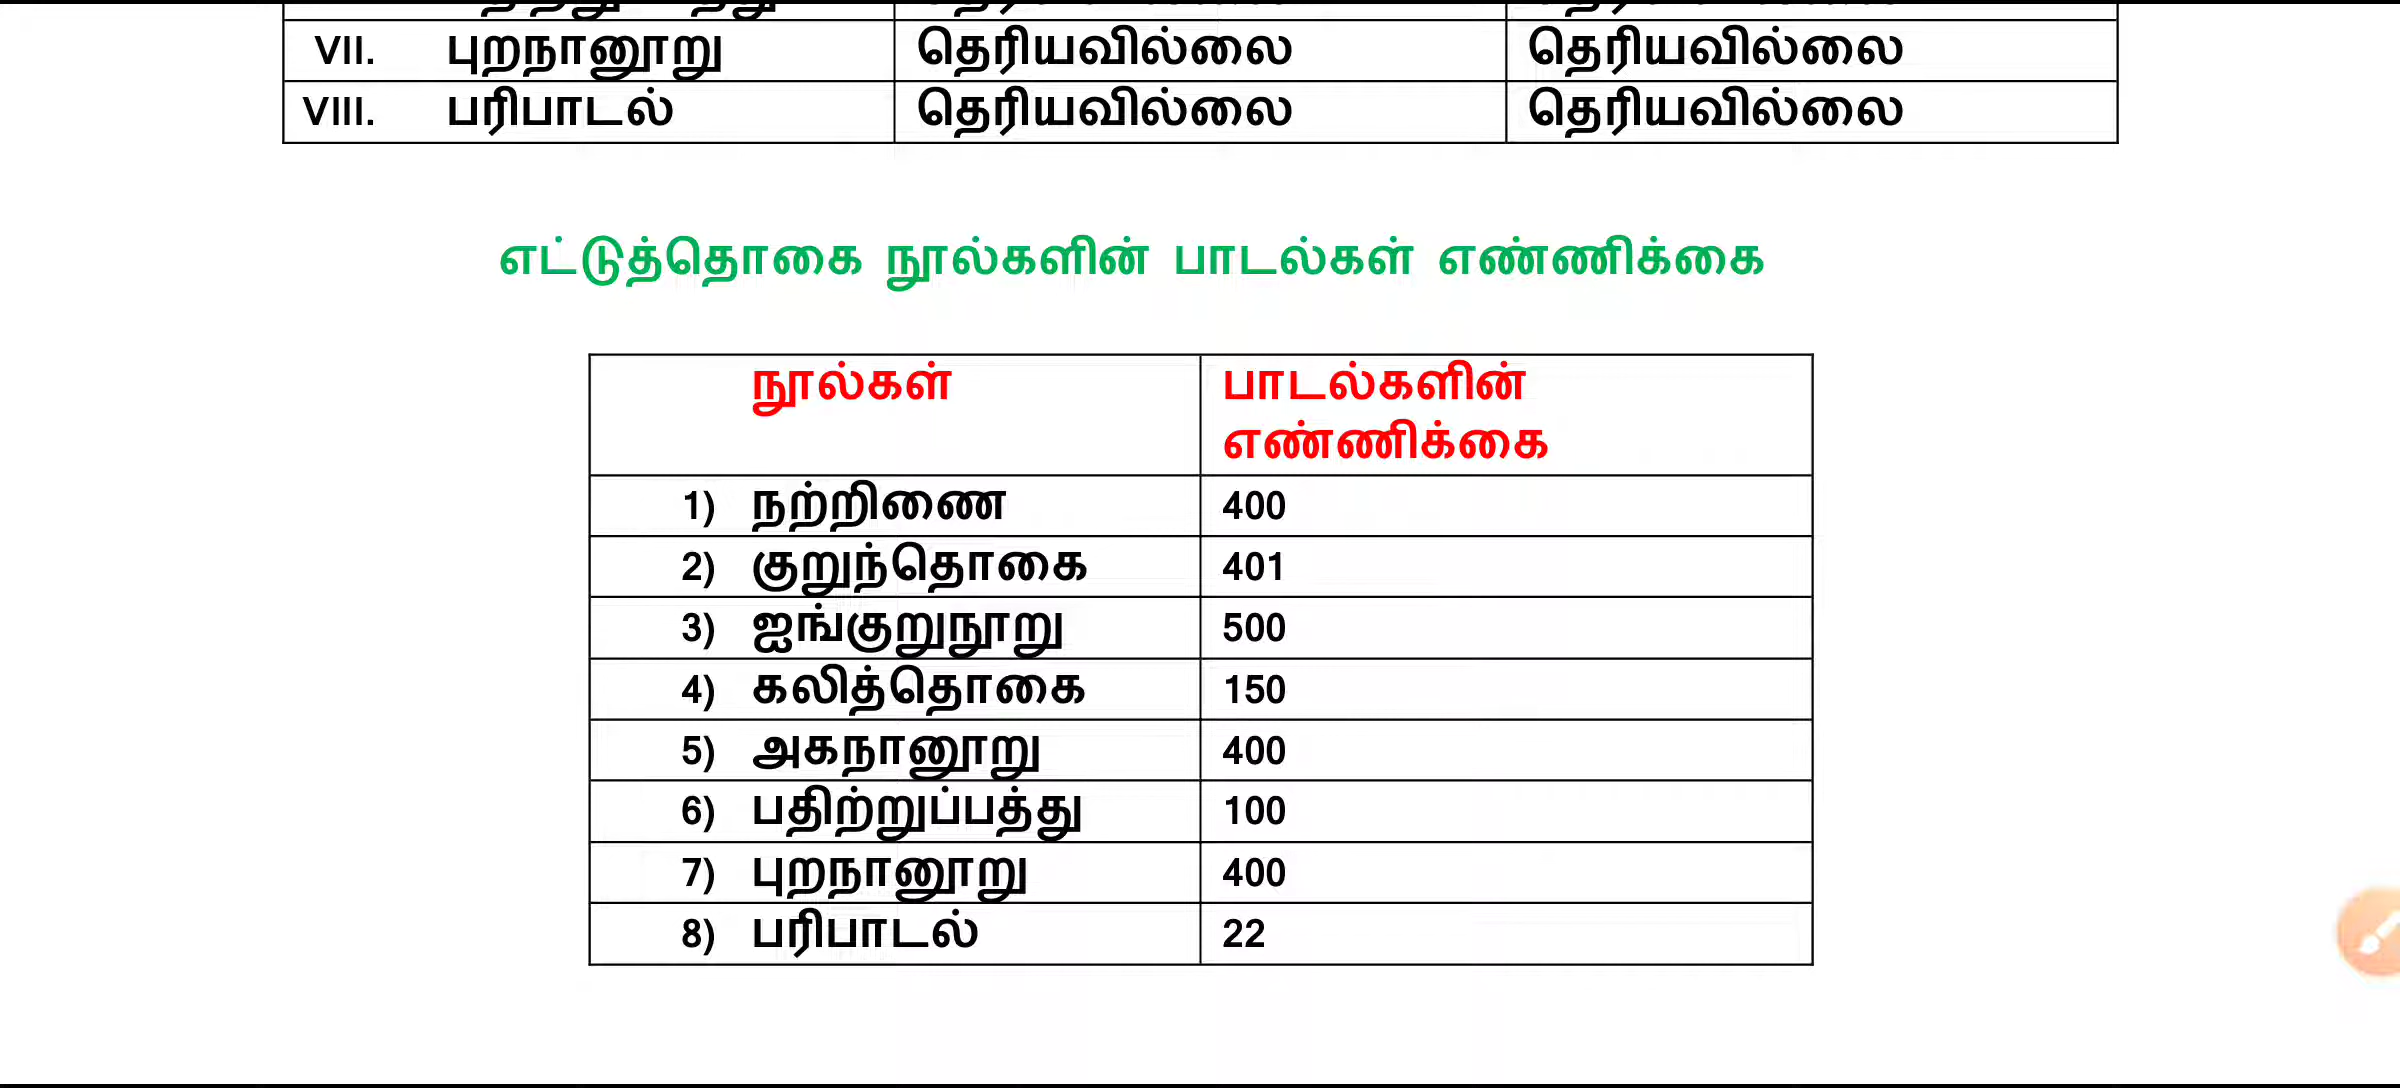 VII. புறநானூறு தெரியவில்லை தெரியவில்லை
VIII. பரிபாடல் தெரியவில்லை தெரியவில்லை
எட்டுத்தொகை நூல்களின் பாடல்கள் எண்ணிக்கை
நூல்கள் பாடல்களின்
எண்ணிக்கை
1) நற்றிணை 400
2) குறுந்தொகை 401
3) ஐங்குறுநூறு 500
4) கலித்தொகை 150
5) அகநானூறு 400
6) பதிற்றுப்பத்து 100
7) புறநானூறு 400
8) பரிபாடல் 22